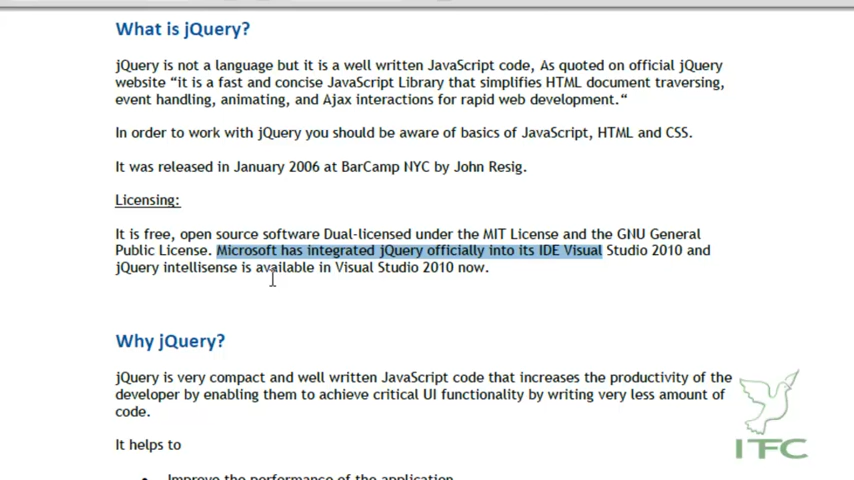 What is jQuery?
jQuery is not a language but it is a well written JavaScript code, As quoted on official jQuery
website “it is a fast and concise JavaScript Library that simplifies HTML document traversing,
event handling, animating, and Ajax interactions for rapid web development.“
In order to work with jQuery you should be aware of basics of JavaScript, HTML and CSS.
It was released in January 2006 at BarCamp NYC by John Resig.
Licensing:
It is free, open source software Dual-licensed under the MIT License and the GNU General
Public License. Microsoft has integrated jQuery officially into its IDE Visual Studio 2010 and
jQuery intellisense is available in Visual Studio 2010 now.
Why jQuery?
jQuery is very compact and well written JavaScript code that increases the productivity of the
developer by enabling them to achieve critical UI functionality by writing very less amount of
code.
ITFC
It helps to
• Improve the performance of the application